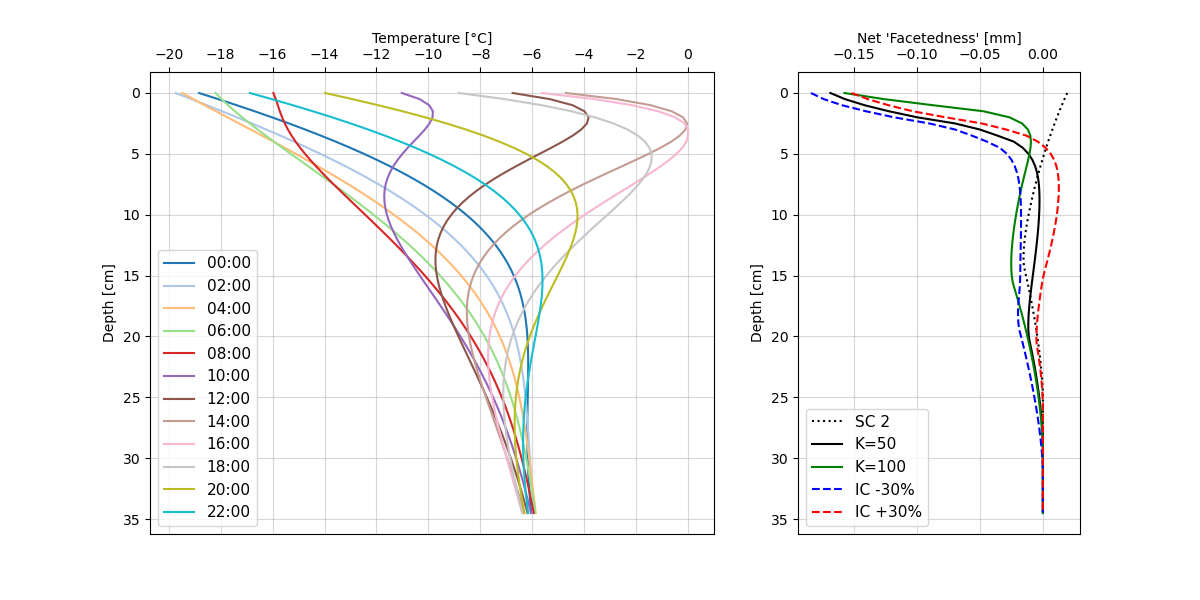 Temperature [°C]
−20 −18 −16 −14 −12 −10 −8 −6 −4 −2 0
Depth [cm]
0
5
10
15
20
25
30
35
00:00
02:00
04:00
06:00
08:00
10:00
12:00
14:00
16:00
18:00
20:00
22:00
Net 'Facetedness' [mm]
−0.15 −0.10 −0.05 0.00
Depth [cm]
0
5
10
15
20
25
30
35
SC 2
K=50
K=100
IC -30%
IC +30%